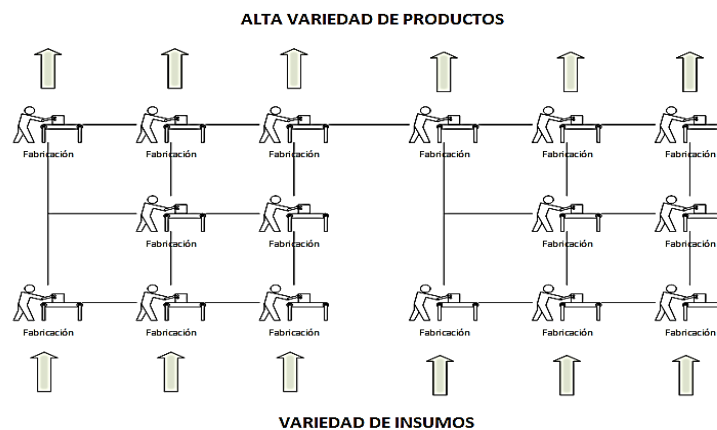 ALTA VARIEDAD DE PRODUCTOS
Fabricación Fabricación Fabricación Fabricación Fabricación Fabricación
Fabricación Fabricación Fabricación Fabricación
Fabricación Fabricación Fabricación Fabricación Fabricación Fabricación
VARIEDAD DE INSUMOS